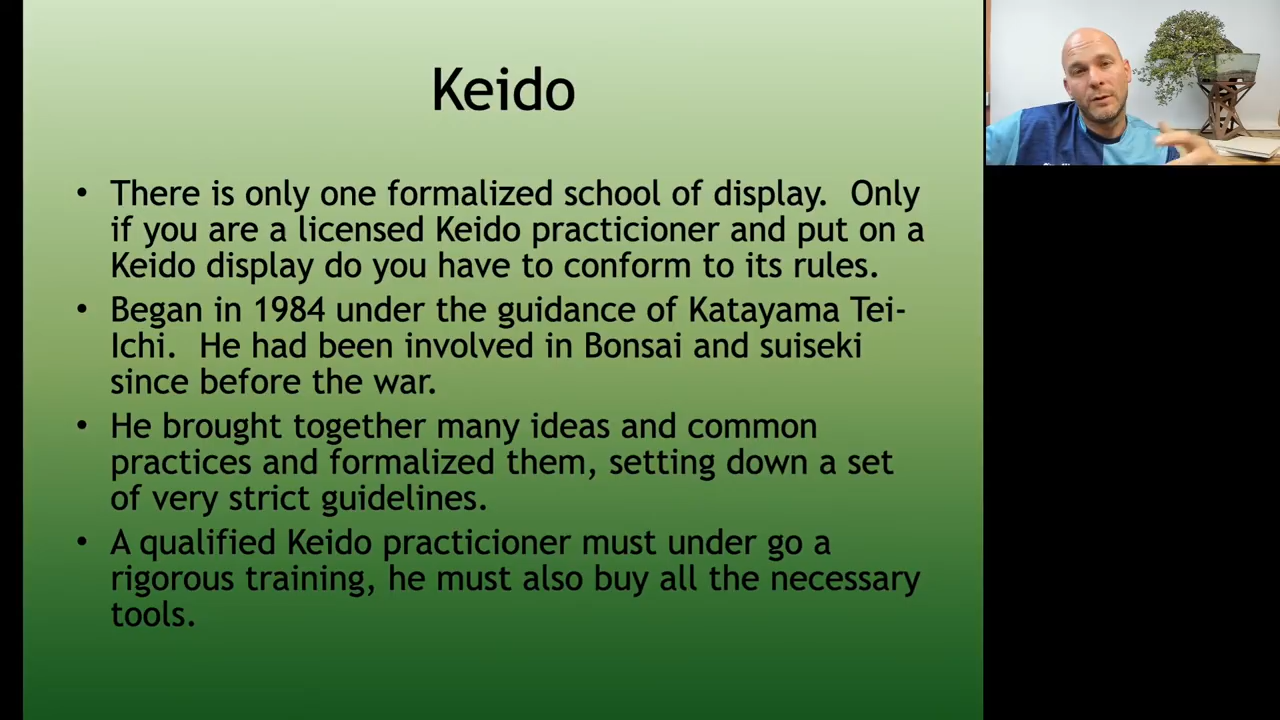 Keido
• There is only one formalized school of display.  Only
if you are a licensed Keido practicioner and put on a
Keido display do you have to conform to its rules.
• Began in 1984 under the guidance of Katayama Tei-
Ichi.  He had been involved in Bonsai and suiseki
since before the war.
• He brought together many ideas and common
practices and formalized them, setting down a set
of very strict guidelines.
• A qualified Keido practicioner must under go a
rigorous training, he must also buy all the necessary
tools.